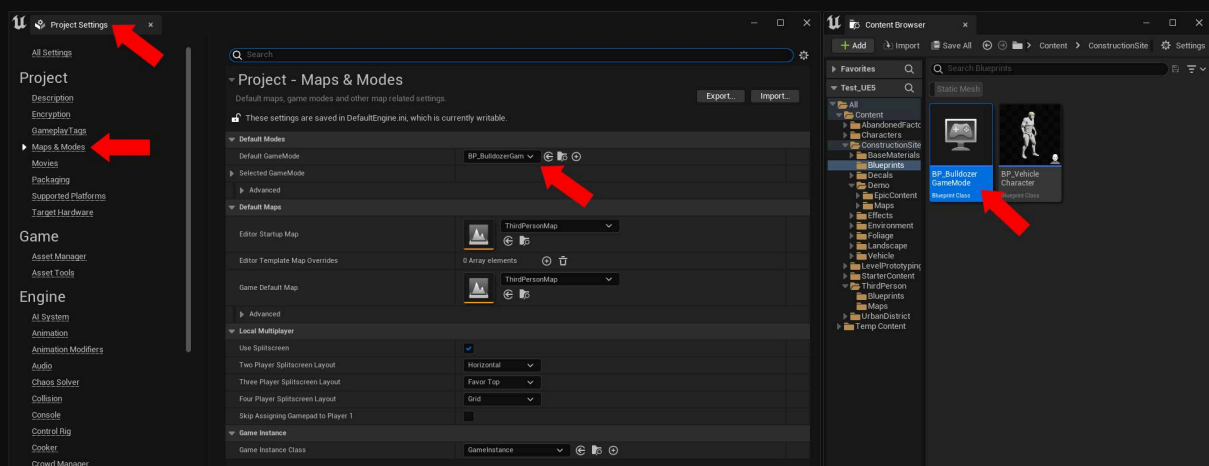 Project Settings
All Settings
Project
Description
Encryption
GameplayTags
Maps & Modes
Movies
Packaging
Supported Platforms
Target Hardware
Game
Asset Manager
Asset Tools
Engine
AI System
Animation
Animation Modifiers
Audio
Chaos Solver
Collision
Console
Control Rig
Cooker
Crowd Manager
Search
Project - Maps & Modes
Default maps, game modes and other map related settings.
Export... Import...
These settings are saved in DefaultEngine.ini, which is currently writable.
Default Modes
Default GameMode BP_BulldozerGam
Selected GameMode
Advanced
Default Maps
Editor Startup Map ThirdPersonMap
Editor Template Map Overrides 0 Array elements
Game Default Map ThirdPersonMap
Advanced
Local Multiplayer
Use Splitscreen
Two Player Splitscreen Layout Horizontal
Three Player Splitscreen Layout Favor Top
Four Player Splitscreen Layout Grid
Skip Assigning Gamepad to Player 1
Game Instance
Game Instance Class GameInstance
Content Browser
Add Import Save All Content ConstructionSite Settings
Favorites
Test_UE5
All
Content
AbandonedFacto
Characters
ConstructionSite
BaseMaterials
Blueprints
Decals
Demo
EpicContent
Maps
Effects
Environment
Foliage
Landscape
Vehicle
LevelPrototyping
StarterContent
ThirdPerson
Blueprints
Maps
UrbanDistrict
Temp Content
Search Blueprints
Static Mesh
BP_Bulldozer
GameMode
Blueprint Class
BP_Vehicle
Character
Blueprint Class